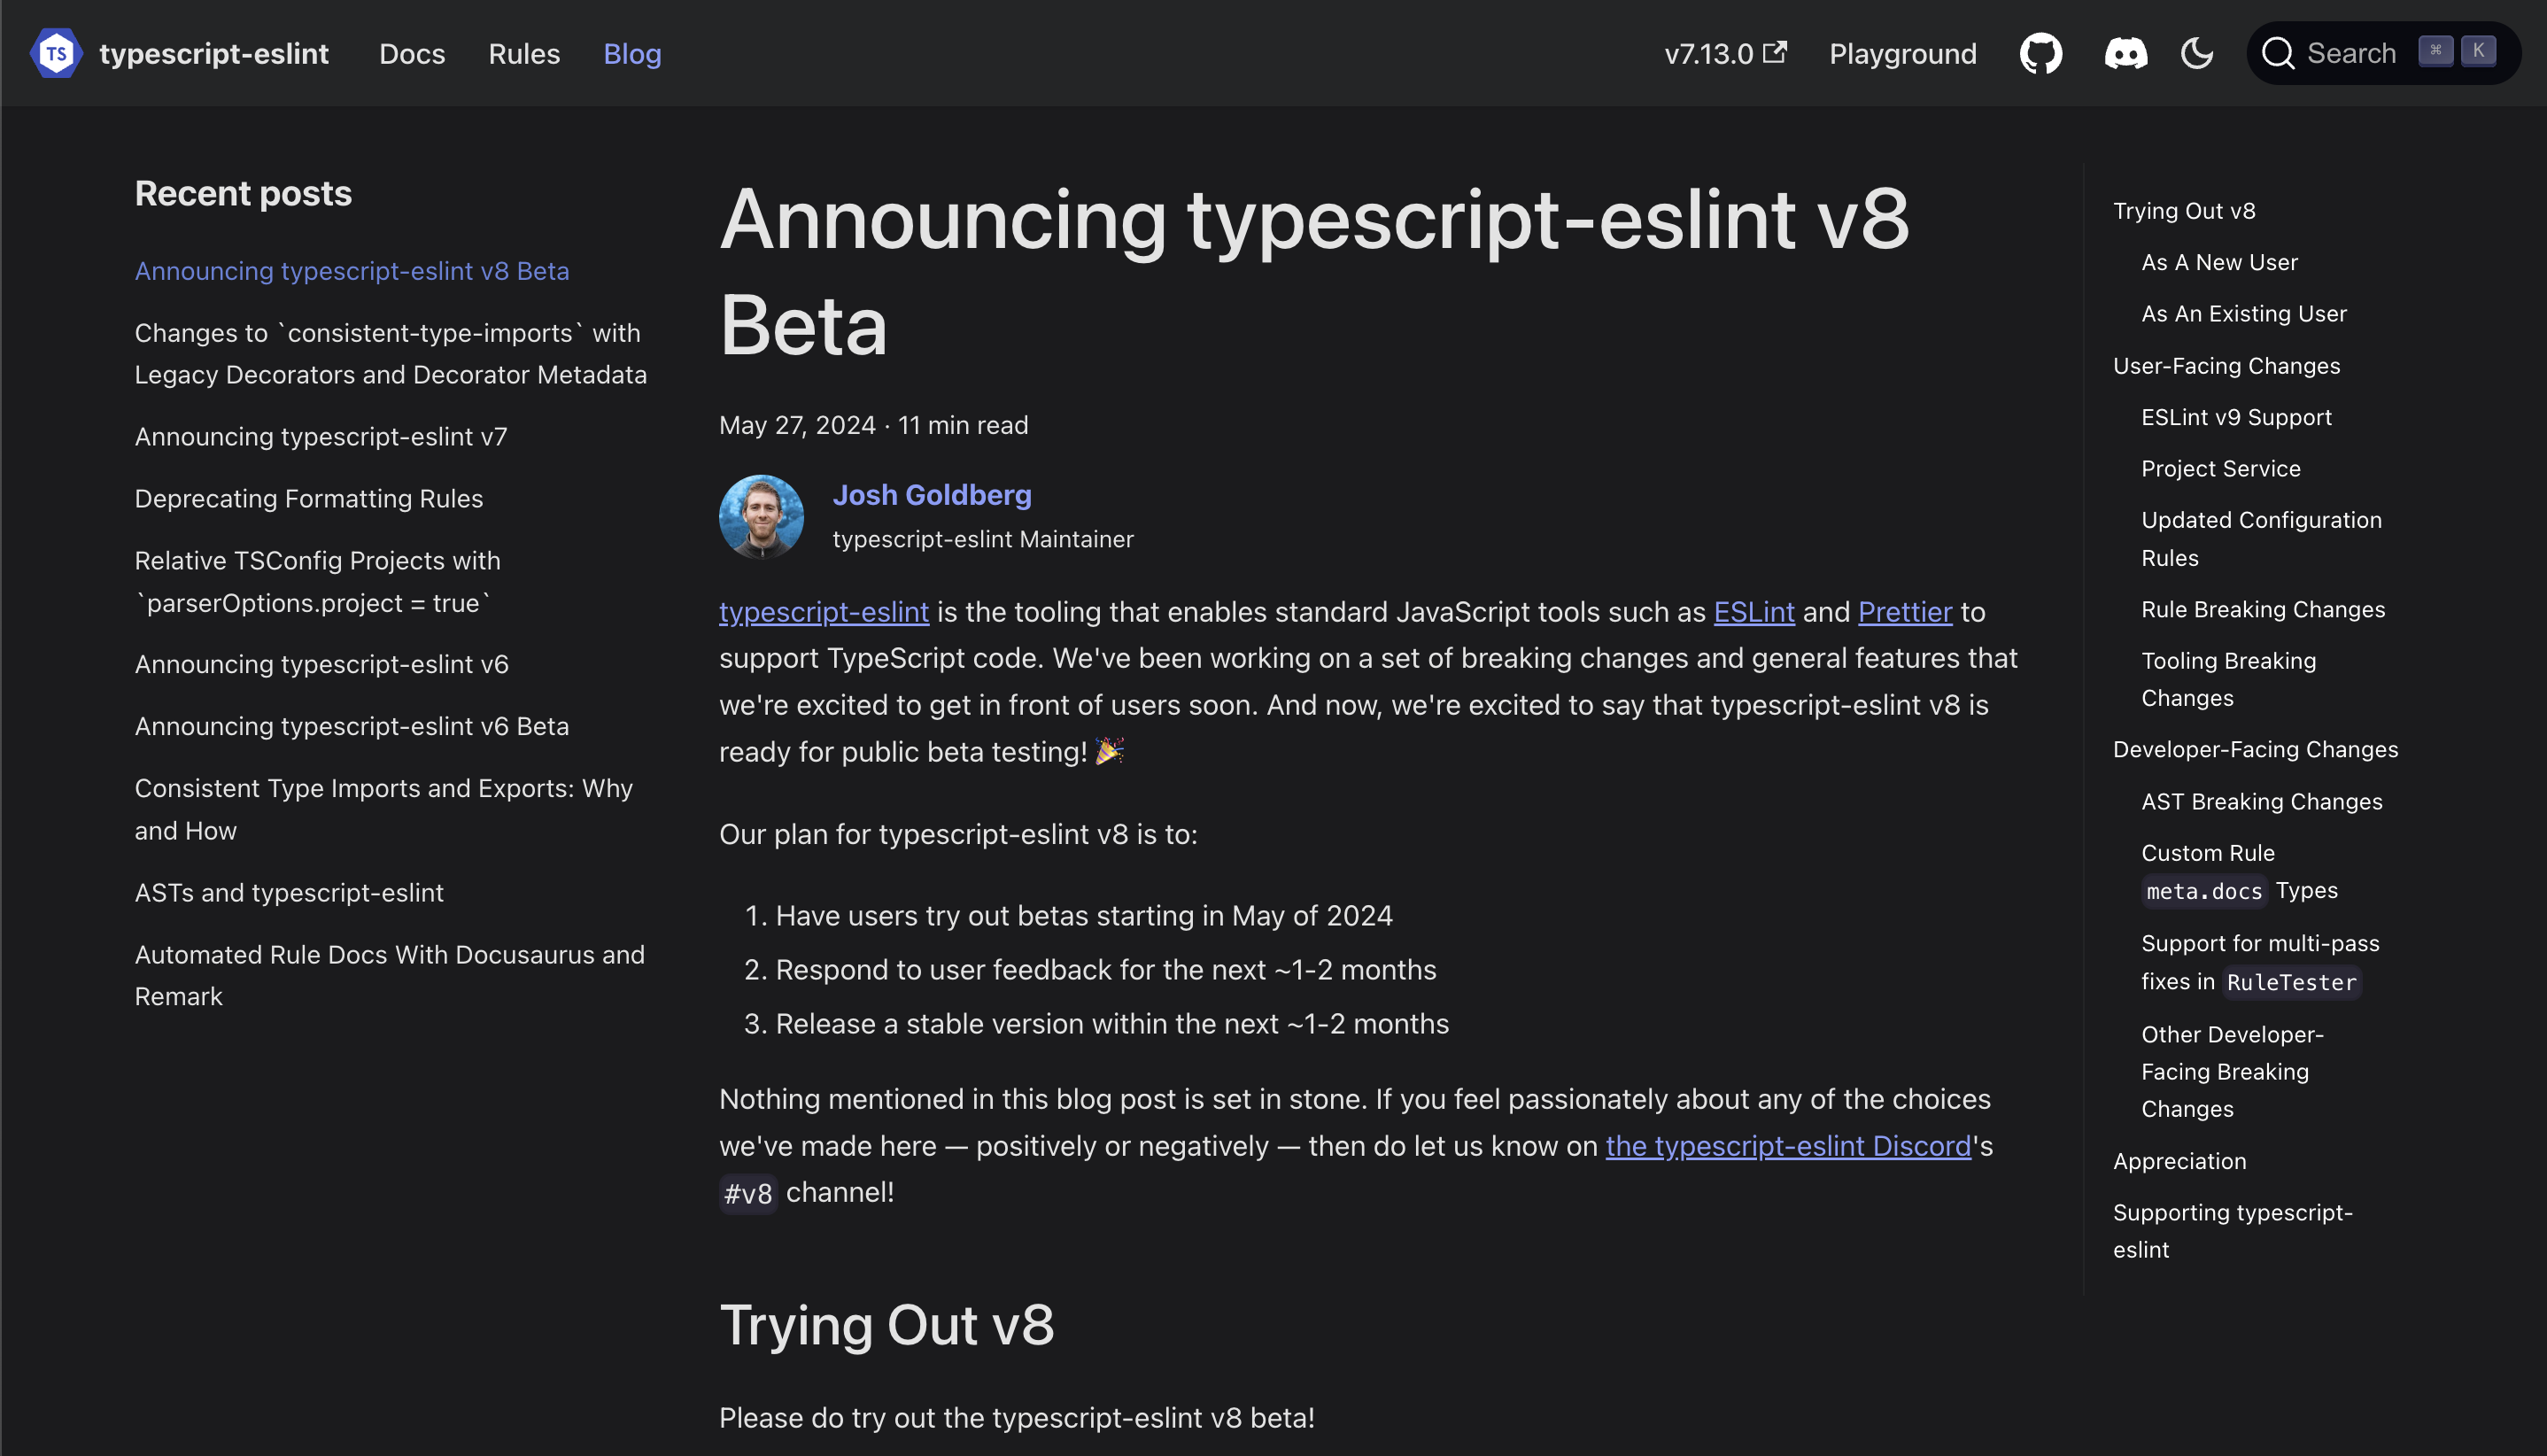 TS typescript-eslint Docs Rules Blog v7.13.0 Playground Search ⌘ K
Recent posts
Announcing typescript-eslint v8 Beta
Changes to `consistent-type-imports` with
Legacy Decorators and Decorator Metadata
Announcing typescript-eslint v7
Deprecating Formatting Rules
Relative TSConfig Projects with
`parserOptions.project = true`
Announcing typescript-eslint v6
Announcing typescript-eslint v6 Beta
Consistent Type Imports and Exports: Why
and How
ASTs and typescript-eslint
Automated Rule Docs With Docusaurus and
Remark
Announcing typescript-eslint v8
Beta
May 27, 2024 · 11 min read
Josh Goldberg
typescript-eslint Maintainer
typescript-eslint is the tooling that enables standard JavaScript tools such as ESLint and Prettier to
support TypeScript code. We've been working on a set of breaking changes and general features that
we're excited to get in front of users soon. And now, we're excited to say that typescript-eslint v8 is
ready for public beta testing! 🎉
Our plan for typescript-eslint v8 is to:
1. Have users try out betas starting in May of 2024
2. Respond to user feedback for the next ~1-2 months
3. Release a stable version within the next ~1-2 months
Nothing mentioned in this blog post is set in stone. If you feel passionately about any of the choices
we've made here — positively or negatively — then do let us know on the typescript-eslint Discord's
#v8 channel!
Trying Out v8
Please do try out the typescript-eslint v8 beta!
Trying Out v8
As A New User
As An Existing User
User-Facing Changes
ESLint v9 Support
Project Service
Updated Configuration
Rules
Rule Breaking Changes
Tooling Breaking
Changes
Developer-Facing Changes
AST Breaking Changes
Custom Rule
meta.docs Types
Support for multi-pass
fixes in RuleTester
Other Developer-
Facing Breaking
Changes
Appreciation
Supporting typescript-
eslint